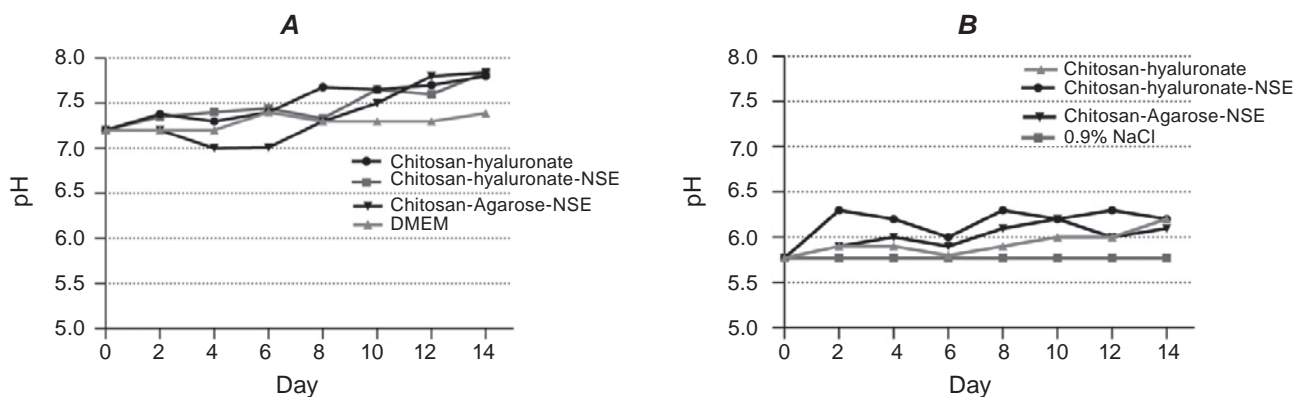 A
8.0
7.5
7.0
6.5
6.0
5.5
5.0
pH
0 2 4 6 8 10 12 14
Day
Chitosan-hyaluronate
Chitosan-hyaluronate-NSE
Chitosan-Agarose-NSE
DMEM
B
8.0
7.5
7.0
6.5
6.0
5.5
5.0
pH
0 2 4 6 8 10 12 14
Day
Chitosan-hyaluronate
Chitosan-hyaluronate-NSE
Chitosan-Agarose-NSE
0.9% NaCl